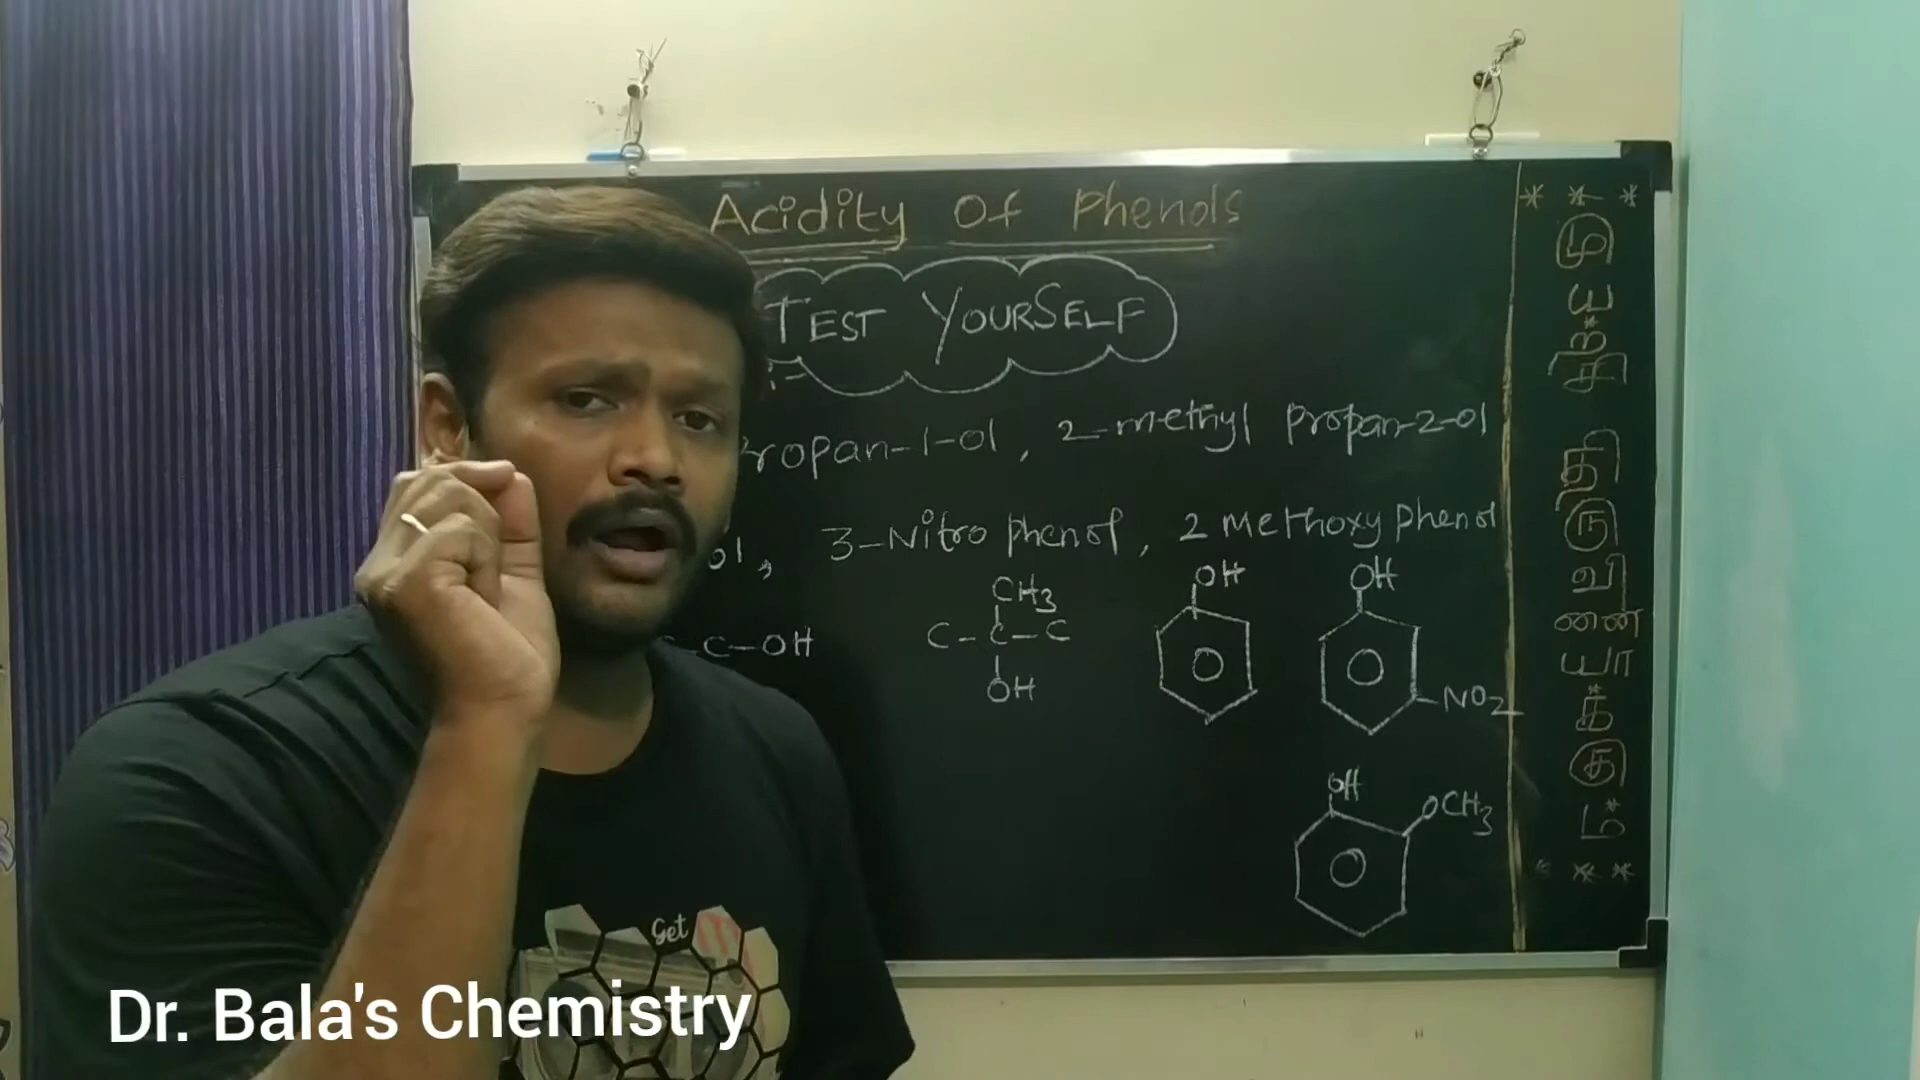 Acidity Of Phenols
TEST YOURSELF
:-
ropan-1-ol, 2-methyl propan-2-ol
ol, 3-Nitro phenol, 2 Methoxy phenol
C-OH
CH3
C-C-C
OH
OH
OH
NO2
OH
OCH3
Get
Dr. Bala's Chemistry